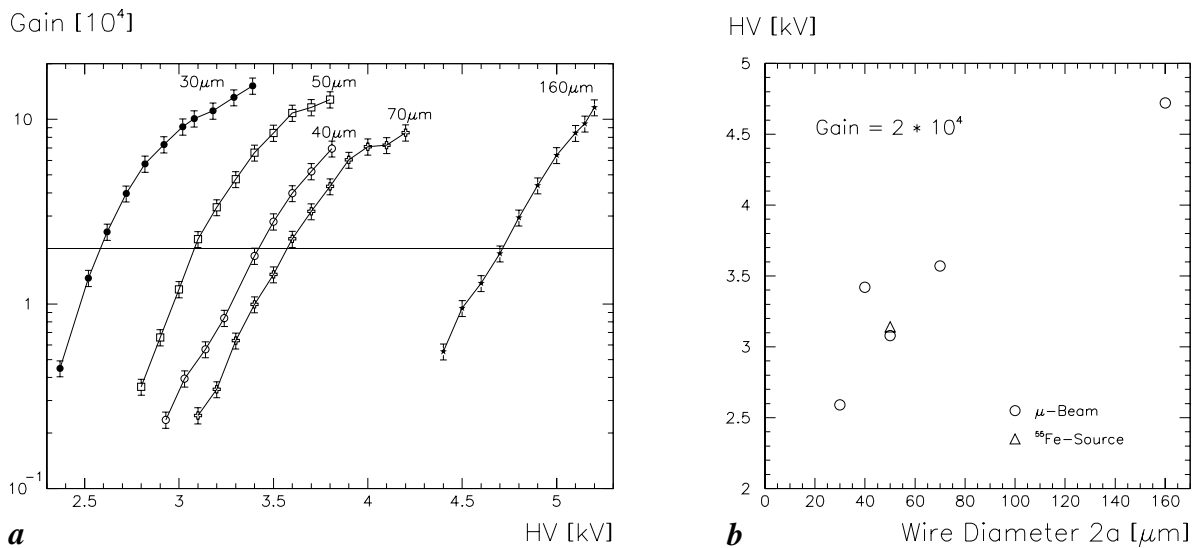 Gain [10⁴]
30μm
50μm
160μm
70μm
40μm
10
1
10⁻¹
2.5 3 3.5 4 4.5 5
a
HV [kV]
HV [kV]
Gain = 2 * 10⁴
5
4.5
4
3.5
3
2.5
2
μ-Beam
⁵⁵Fe-Source
0 20 40 60 80 100 120 140 160
b
Wire Diameter 2a [μm]